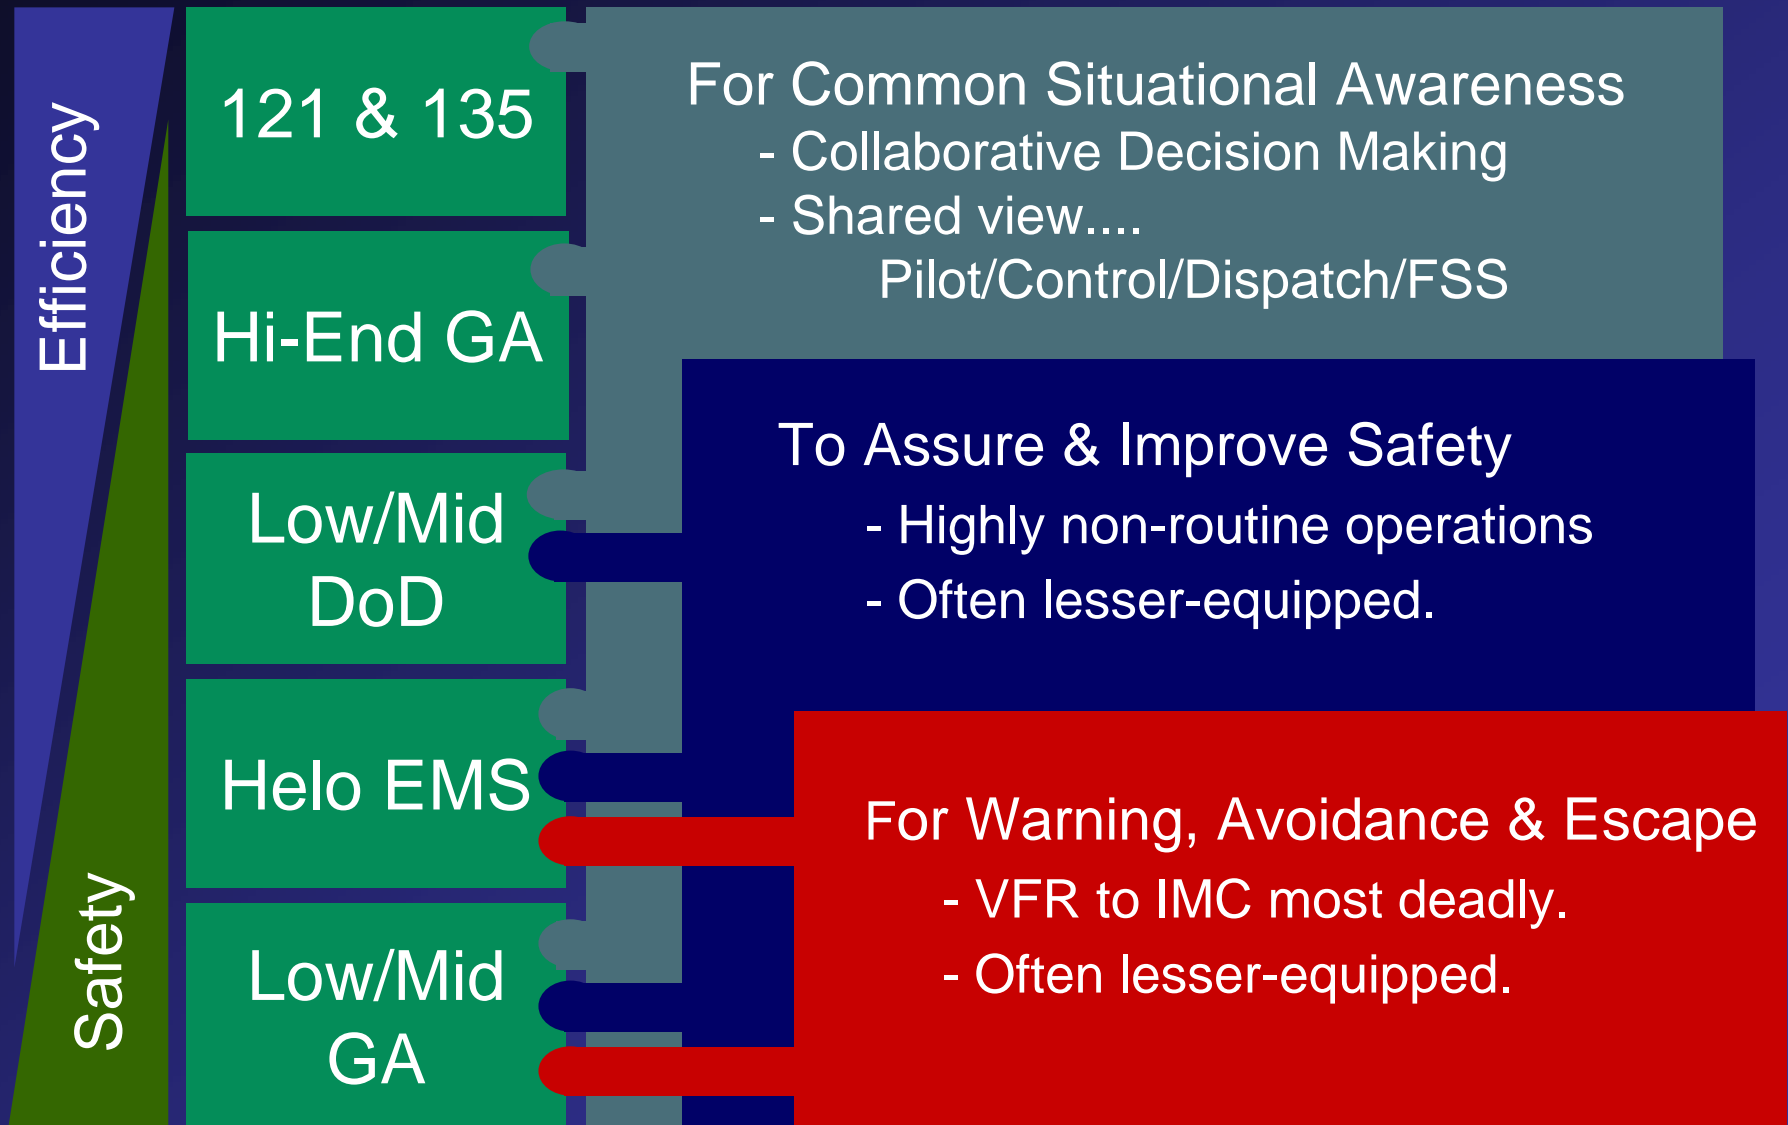 Efficiency
Safety
121 & 135
Hi-End GA
Low/Mid
DoD
Helo EMS
Low/Mid
GA
For Common Situational Awareness
- Collaborative Decision Making
- Shared view....
Pilot/Control/Dispatch/FSS
To Assure & Improve Safety
- Highly non-routine operations
- Often lesser-equipped.
For Warning, Avoidance & Escape
- VFR to IMC most deadly.
- Often lesser-equipped.